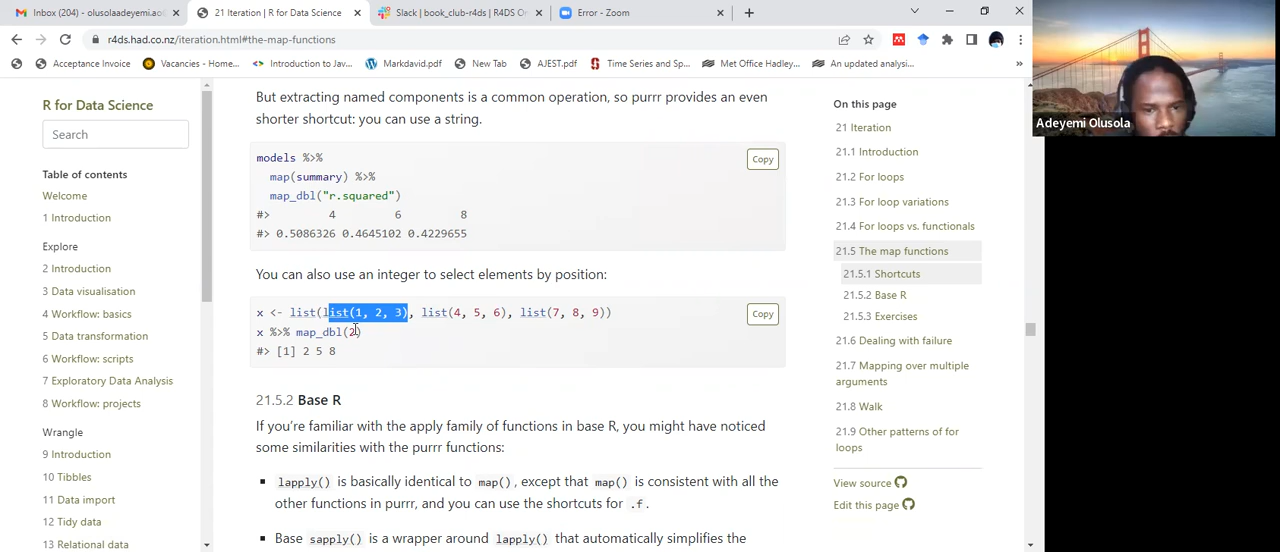 Inbox (204) - olusolaadeyemi.ao
21 Iteration | R for Data Science
Slack | book_club-r4ds | R4DS On
Error - Zoom
r4ds.had.co.nz/iteration.html#the-map-functions
Acceptance Invoice
Vacancies - Home...
Introduction to Jav...
Markdavid.pdf
New Tab
AJEST.pdf
Time Series and Sp...
Met Office Hadley...
An updated analysi...
»
R for Data Science
Search
Table of contents
Welcome
1 Introduction
Explore
2 Introduction
3 Data visualisation
4 Workflow: basics
5 Data transformation
6 Workflow: scripts
7 Exploratory Data Analysis
8 Workflow: projects
Wrangle
9 Introduction
10 Tibbles
11 Data import
12 Tidy data
13 Relational data
But extracting named components is a common operation, so purrr provides an even
shorter shortcut: you can use a string.
Copy
models %>%
map(summary) %>%
map_dbl("r.squared")
#> 4 6 8
#> 0.5086326 0.4645102 0.4229655
You can also use an integer to select elements by position:
Copy
x <- list(list(1, 2, 3), list(4, 5, 6), list(7, 8, 9))
x %>% map_dbl(2)
#> [1] 2 5 8
21.5.2 Base R
If you're familiar with the apply family of functions in base R, you might have noticed
some similarities with the purrr functions:
lapply() is basically identical to map(), except that map() is consistent with all the
other functions in purrr, and you can use the shortcuts for .f.
Base sapply() is a wrapper around lapply() that automatically simplifies the
On this page
21 Iteration
21.1 Introduction
21.2 For loops
21.3 For loop variations
21.4 For loops vs. functionals
21.5 The map functions
21.5.1 Shortcuts
21.5.2 Base R
21.5.3 Exercises
21.6 Dealing with failure
21.7 Mapping over multiple
arguments
21.8 Walk
21.9 Other patterns of for
loops
View source
Edit this page
Adeyemi Olusola